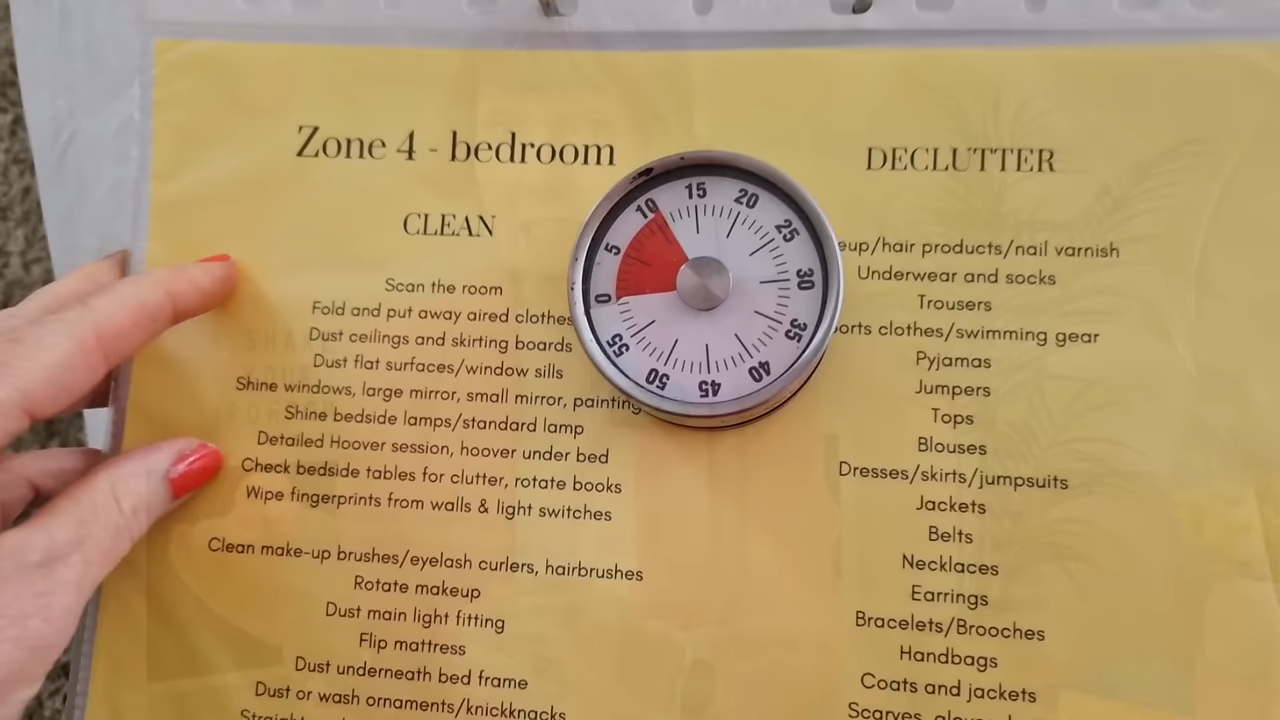 Zone 4 - bedroom
CLEAN
Scan the room
Fold and put away aired clothes
Dust ceilings and skirting boards
Dust flat surfaces/window sills
Shine windows, large mirror, small mirror, painting
Shine bedside lamps/standard lamp
Detailed Hoover session, hoover under bed
Check bedside tables for clutter, rotate books
Wipe fingerprints from walls & light switches
Clean make-up brushes/eyelash curlers, hairbrushes
Rotate makeup
Dust main light fitting
Flip mattress
Dust underneath bed frame
Dust or wash ornaments/knickknacks
0
5
10
15
20
25
30
35
40
45
50
55
DECLUTTER
eup/hair products/nail varnish
Underwear and socks
Trousers
orts clothes/swimming gear
Pyjamas
Jumpers
Tops
Blouses
Dresses/skirts/jumpsuits
Jackets
Belts
Necklaces
Earrings
Bracelets/Brooches
Handbags
Coats and jackets
Scarves,